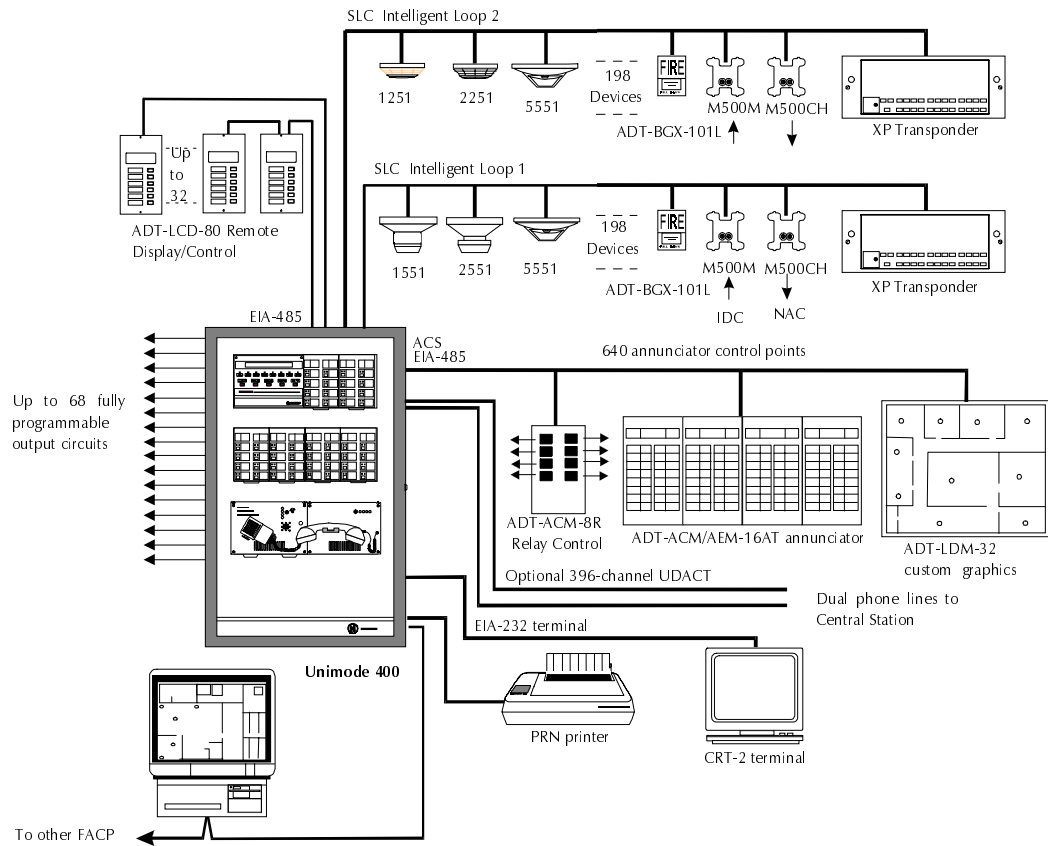 SLC Intelligent Loop 2
1251
2251
5551
198
Devices
FIRE
M500M
M500CH
ADT-BGX-101L
XP Transponder
Up
to
32
ADT-LCD-80 Remote
Display/Control
SLC Intelligent Loop 1
1551
2551
5551
198
Devices
FIRE
M500M
M500CH
ADT-BGX-101L
IDC
NAC
XP Transponder
EIA-485
ACS
EIA-485
640 annunciator control points
Up to 68 fully
programmable
output circuits
ADT-ACM-8R
Relay Control
ADT-ACM/AEM-16AT annunciator
ADT-LDM-32
custom graphics
Optional 396-channel UDACT
Dual phone lines to
Central Station
EIA-232 terminal
Unimode 400
PRN printer
CRT-2 terminal
To other FACP